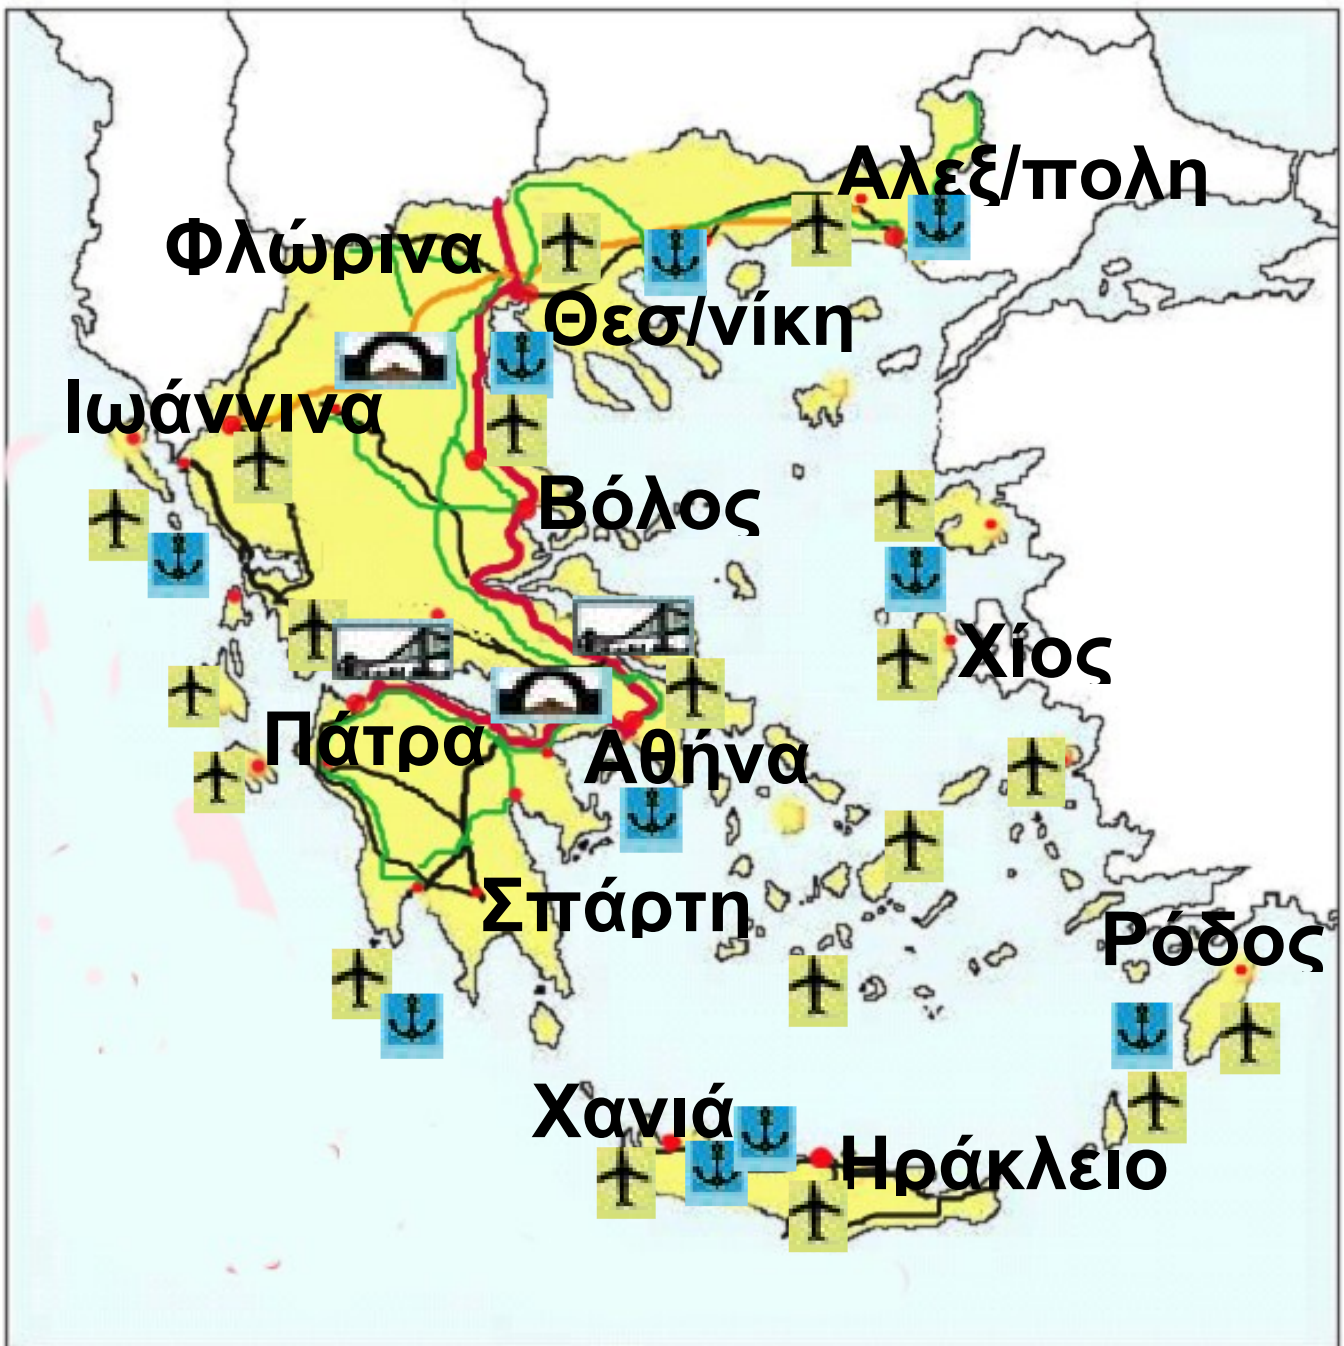 Αλεξ/πολη
Φλώρινα
Θεσ/νίκη
Ιωάννινα
Βόλος
Χίος
Πάτρα
Αθήνα
Σπάρτη
Ρόδος
Χανιά
Ηράκλειο